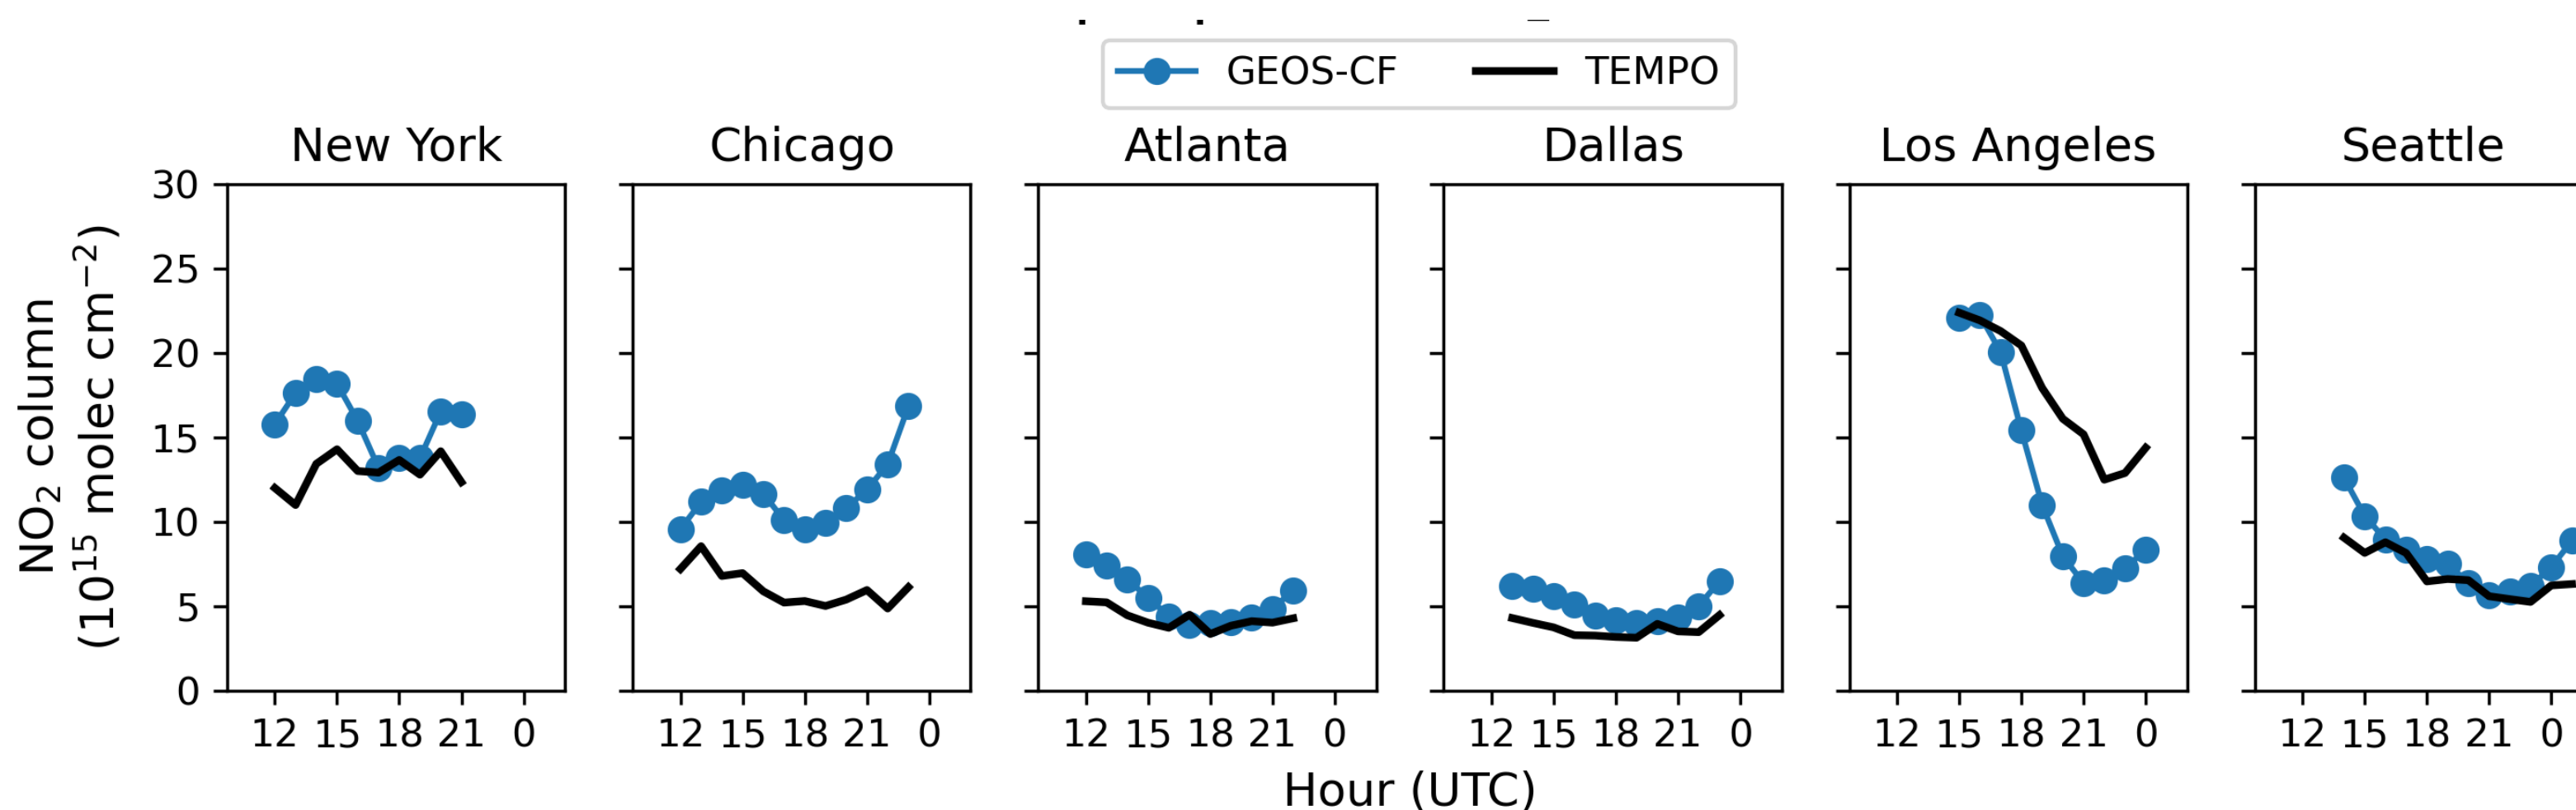 GEOS-CF TEMPO
New York Chicago Atlanta Dallas Los Angeles Seattle
30
25
20
15
10
5
0
NO₂ column
(10¹⁵ molec cm⁻²)
12 15 18 21 0 12 15 18 21 0 12 15 18 21 0 12 15 18 21 0 12 15 18 21 0 12 15 18 21 0
Hour (UTC)